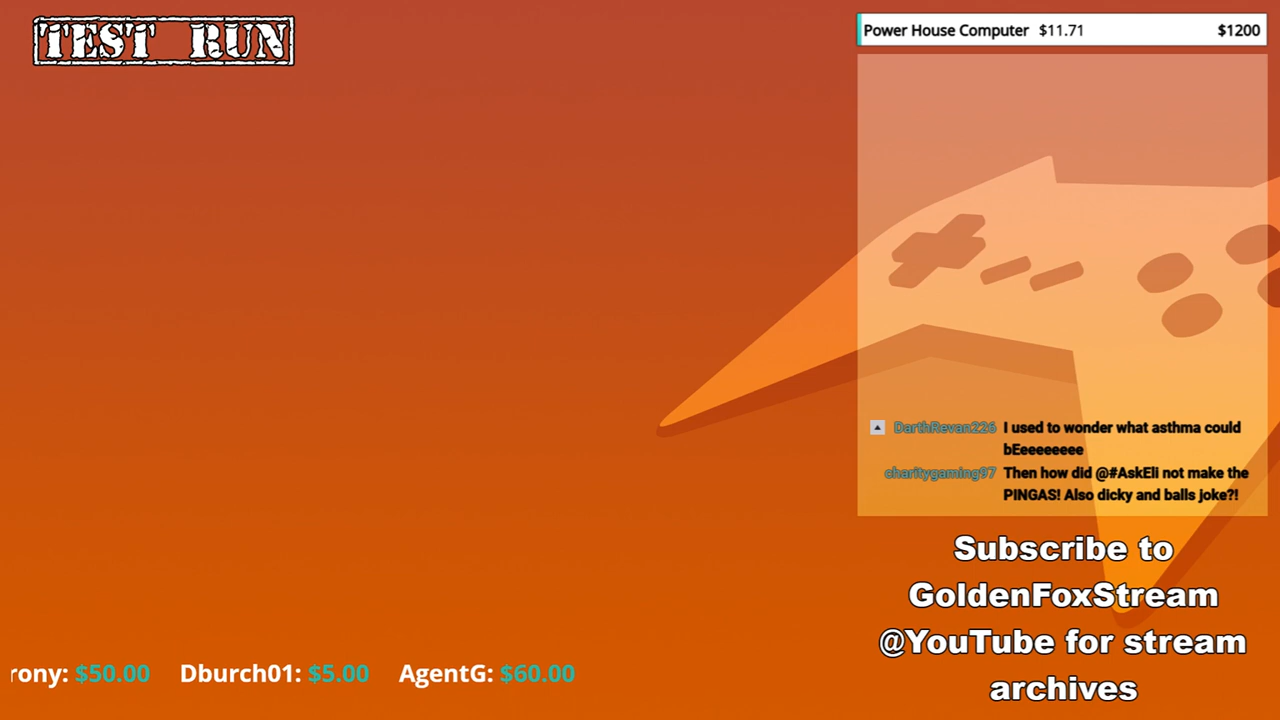 TEST RUN
Power House Computer $11.71 $1200
DarthRevan226 I used to wonder what asthma could
bEeeeeeeee
charitygaming97 Then how did @#AskEli not make the
PINGAS! Also dicky and balls joke?!
Subscribe to
GoldenFoxStream
@YouTube for stream
archives
rony: $50.00 Dburch01: $5.00 AgentG: $60.00